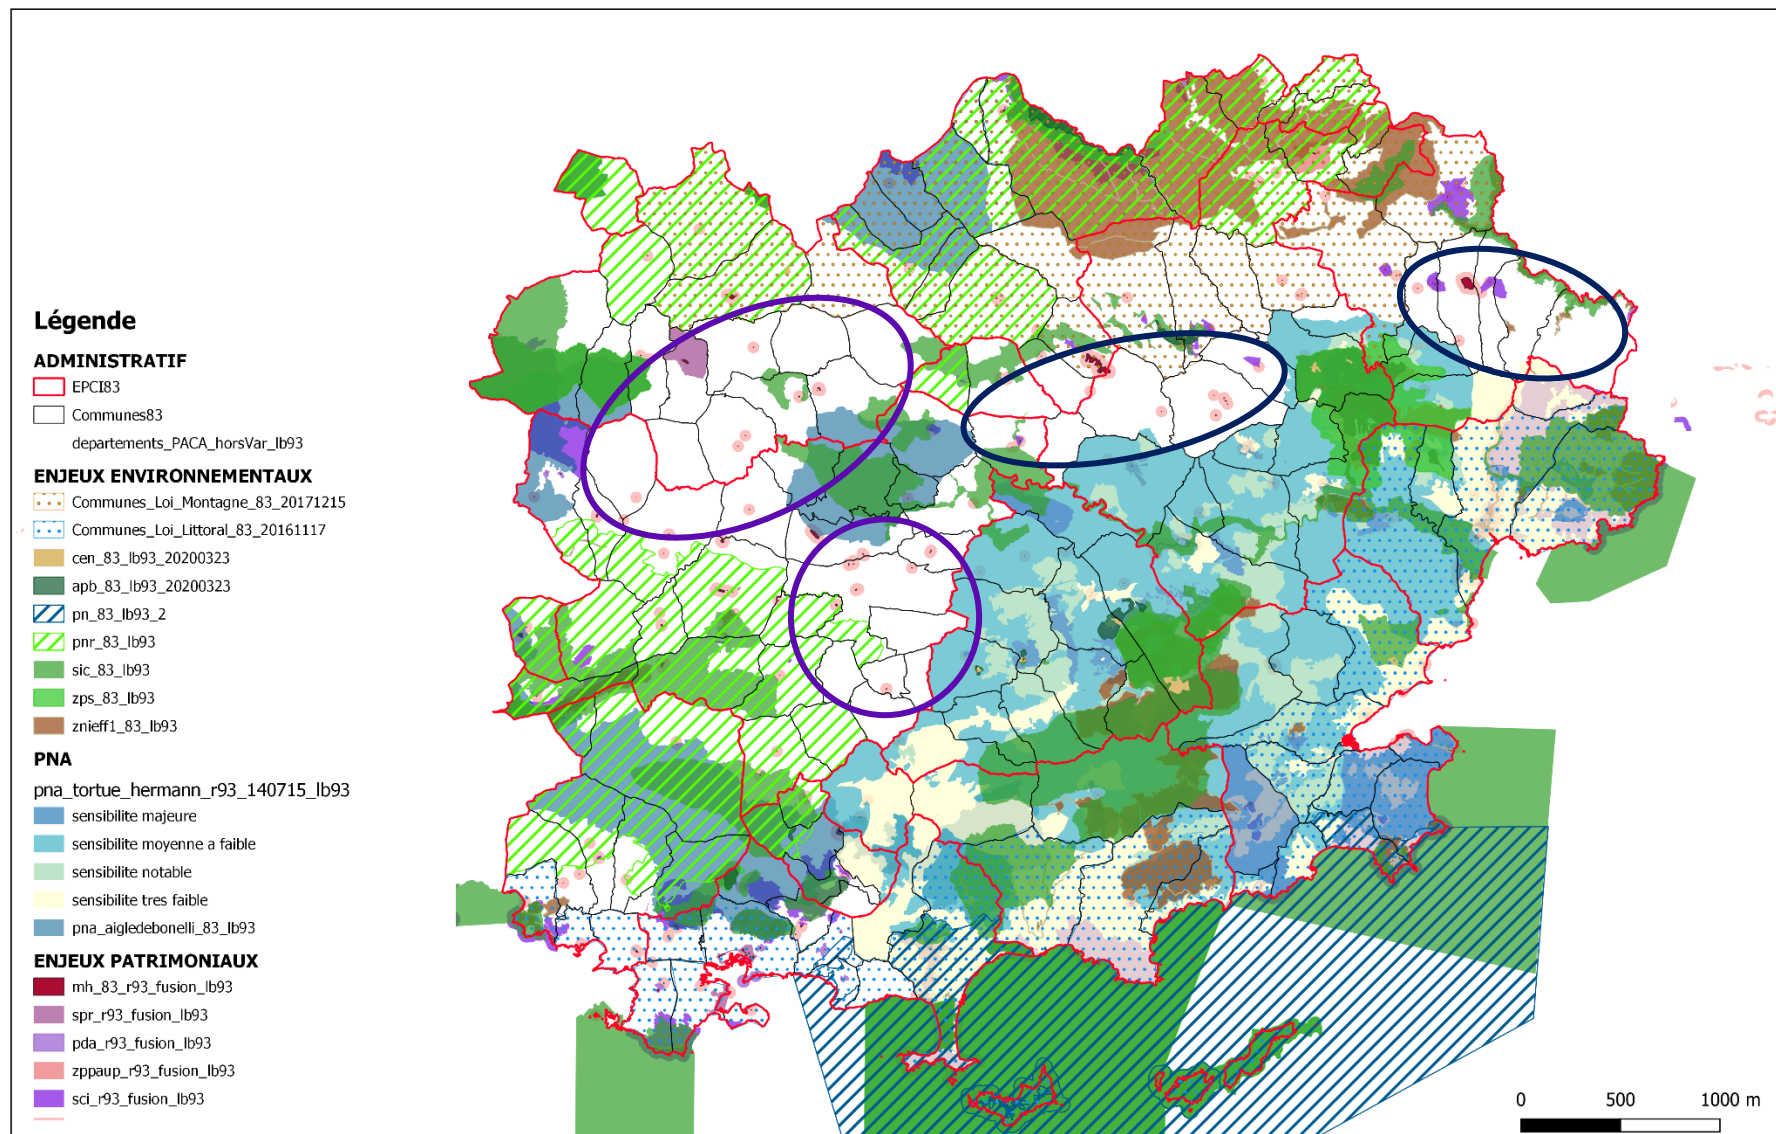 Légende
ADMINISTRATIF
EPCI83
Communes83
departements_PACA_horsVar_lb93
ENJEUX ENVIRONNEMENTAUX
Communes_Loi_Montagne_83_20171215
Communes_Loi_Littoral_83_20161117
cen_83_lb93_20200323
apb_83_lb93_20200323
pn_83_lb93_2
pnr_83_lb93
sic_83_lb93
zps_83_lb93
znieff1_83_lb93
PNA
pna_tortue_hermann_r93_140715_lb93
sensibilite majeure
sensibilite moyenne a faible
sensibilite notable
sensibilite tres faible
pna_aigledebonelli_83_lb93
ENJEUX PATRIMONIAUX
mh_83_r93_fusion_lb93
spr_r93_fusion_lb93
pda_r93_fusion_lb93
zppaup_r93_fusion_lb93
sci_r93_fusion_lb93
0 500 1000 m